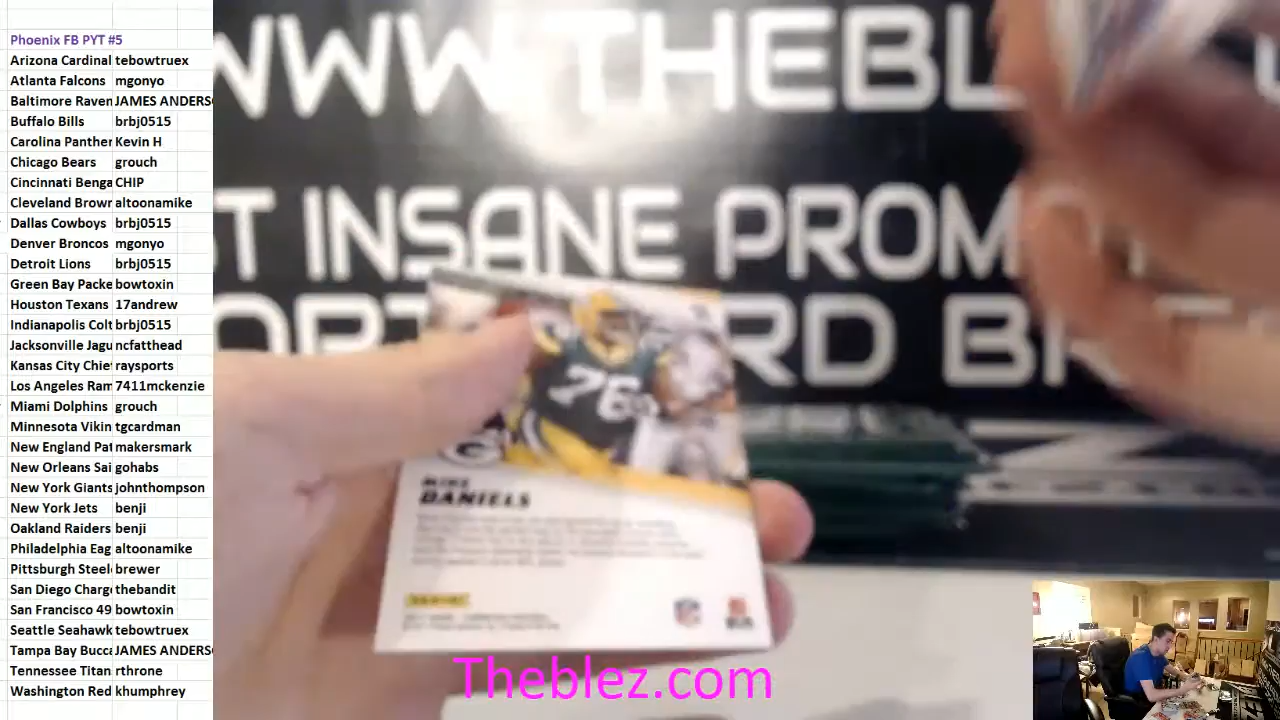 Phoenix FB PYT #5
Arizona Cardinal tebowtruex
Atlanta Falcons mgonyo
Baltimore Raven JAMES ANDERS
Buffalo Bills brbj0515
Carolina Panther Kevin H
Chicago Bears grouch
Cincinnati Benga CHIP
Cleveland Brown altoonamike
Dallas Cowboys brbj0515
Denver Broncos mgonyo
Detroit Lions brbj0515
Green Bay Packe bowtoxin
Houston Texans 17andrew
Indianapolis Colt brbj0515
Jacksonville Jagu ncfatthead
Kansas City Chie raysports
Los Angeles Ram 7411mckenzie
Miami Dolphins grouch
Minnesota Vikin tgcardman
New England Pat makersmark
New Orleans Sai gohabs
New York Giants johnthompson
New York Jets benji
Oakland Raiders benji
Philadelphia Eag altoonamike
Pittsburgh Steel brewer
San Diego Charg thebandit
San Francisco 49 bowtoxin
Seattle Seahawk tebowtruex
Tampa Bay Bucca JAMES ANDERS
Tennessee Titan rthrone
Washington Red khumphrey
WWW THEBL
T INSANE PROM
ORT RD BR
76
G
MIKE
DANIELS
PANINI
Theblez.com